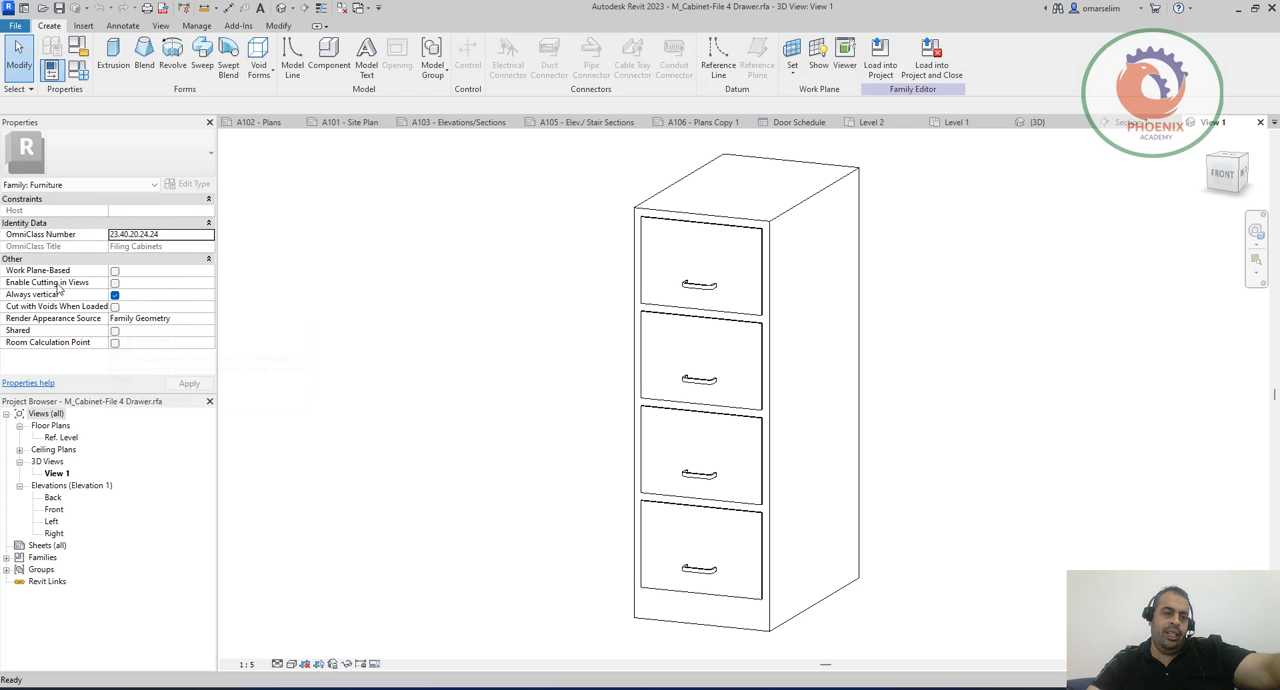 Autodesk Revit 2023 - M_Cabinet-File 4 Drawer.rfa - 3D View: View 1
omarselim
File Create Insert Annotate View Manage Add-Ins Modify
Modify
Extrusion Blend Revolve Sweep Swept Blend Void Forms
Model Line Component Model Text Opening Model Group
Control
Electrical Connector Duct Connector Pipe Connector Cable Tray Connector Conduit Connector
Reference Line Reference Plane
Set Show Viewer
Load into Project Load into Project and Close
Select Properties Forms Model Control Connectors Datum Work Plane Family Editor
PHOENIX
ACADEMY
Properties
A102 - Plans A101 - Site Plan A103 - Elevations/Sections A105 - Elev./ Stair Sections A106 - Plans Copy 1 Door Schedule Level 2 Level 1 {3D} View 1
R
FRONT
Family: Furniture
Edit Type
Constraints
Host
Identity Data
OmniClass Number 23.40.20.24.24
OmniClass Title Filing Cabinets
Other
Work Plane-Based
Enable Cutting in Views
Always vertical
Cut with Voids When Loaded
Render Appearance Source Family Geometry
Shared
Room Calculation Point
Properties help
Apply
Project Browser - M_Cabinet-File 4 Drawer.rfa
Views (all)
Floor Plans
Ref. Level
Ceiling Plans
3D Views
View 1
Elevations (Elevation 1)
Back
Front
Left
Right
Sheets (all)
Families
Groups
Revit Links
1 : 5
Ready